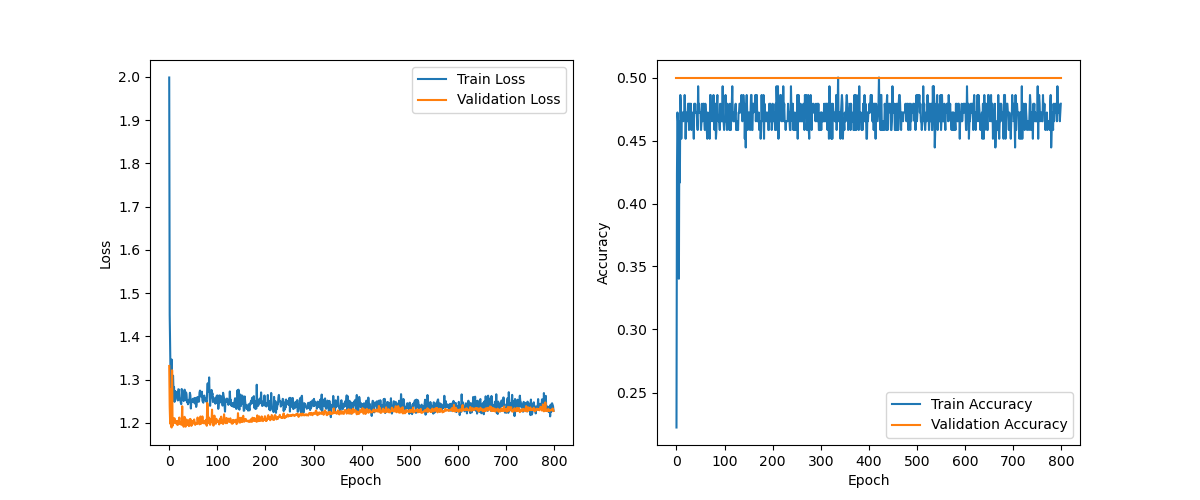 2.0
1.9
1.8
1.7
1.6
1.5
1.4
1.3
1.2
Loss
0 100 200 300 400 500 600 700 800
Epoch
Train Loss
Validation Loss
0.50
0.45
0.40
0.35
0.30
0.25
Accuracy
0 100 200 300 400 500 600 700 800
Epoch
Train Accuracy
Validation Accuracy